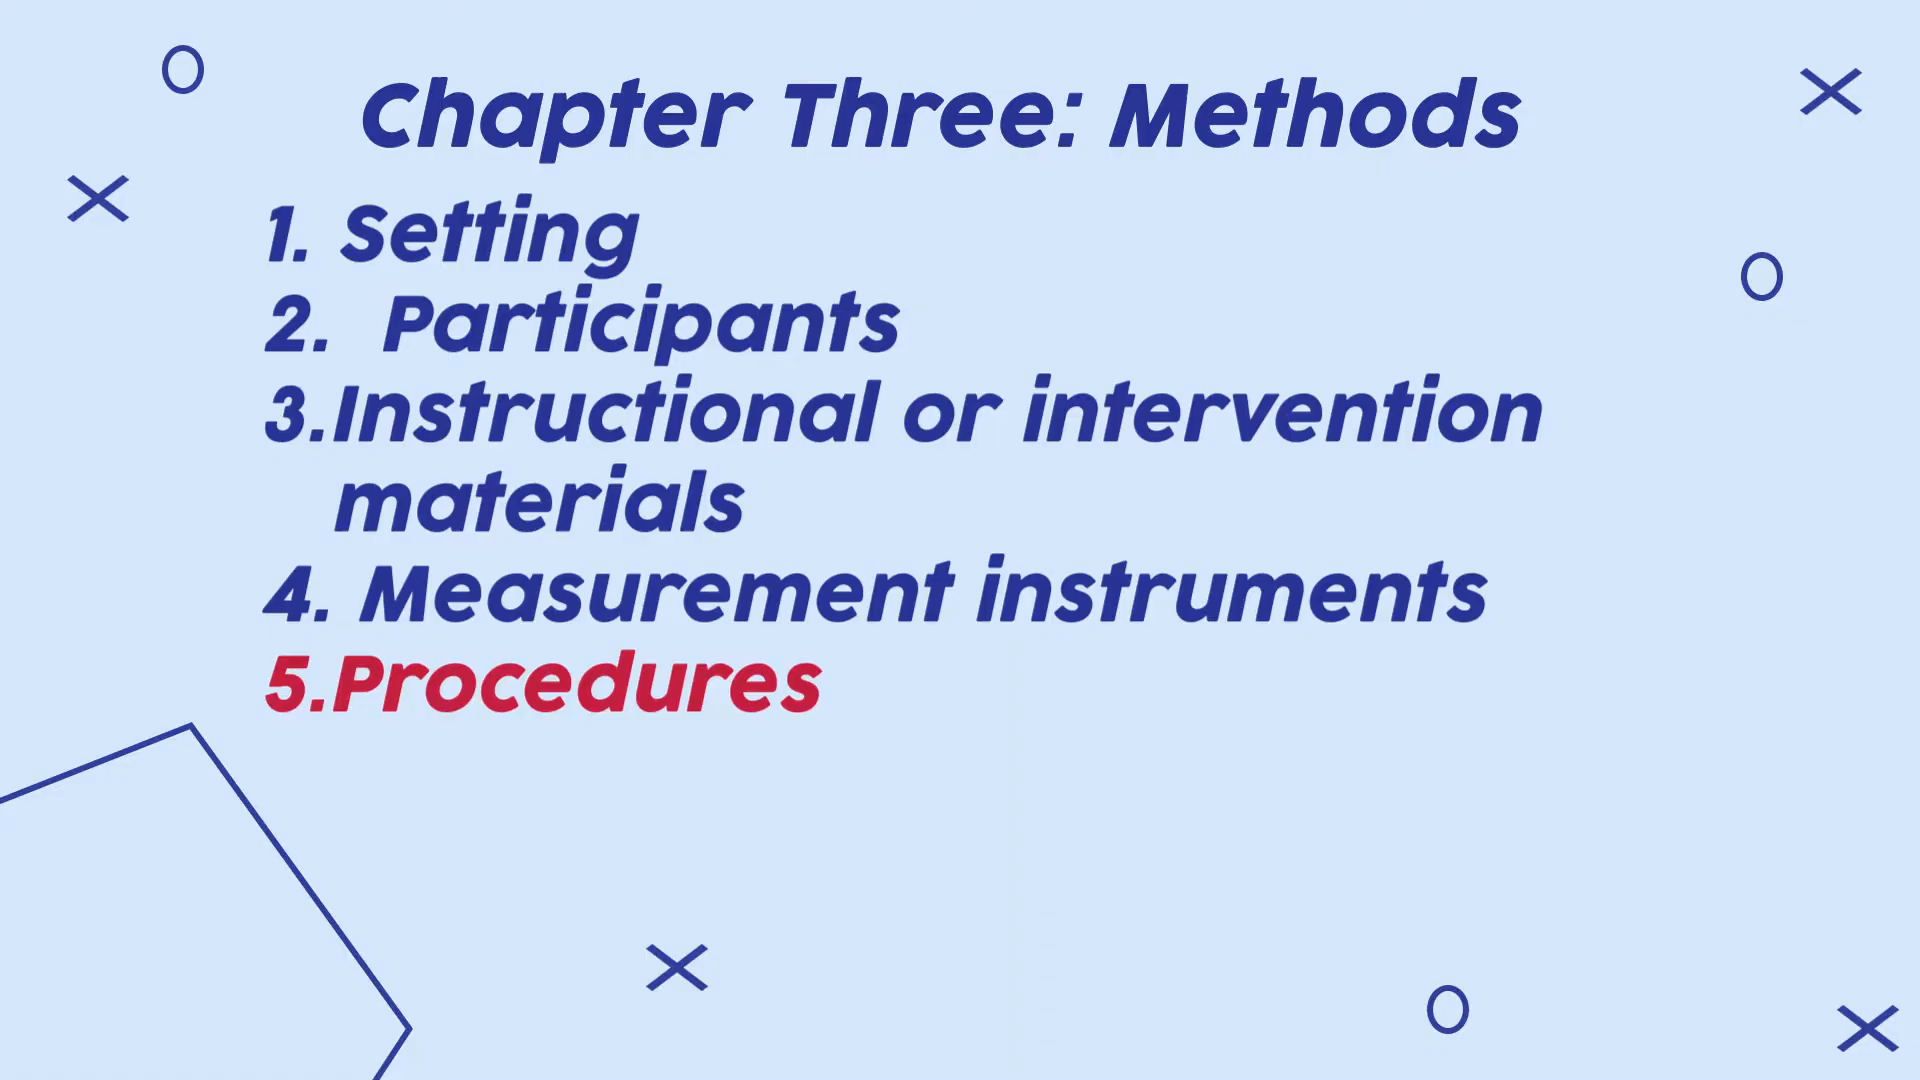 Chapter Three: Methods
1. Setting
2. Participants
3.Instructional or intervention
materials
4. Measurement instruments
5.Procedures